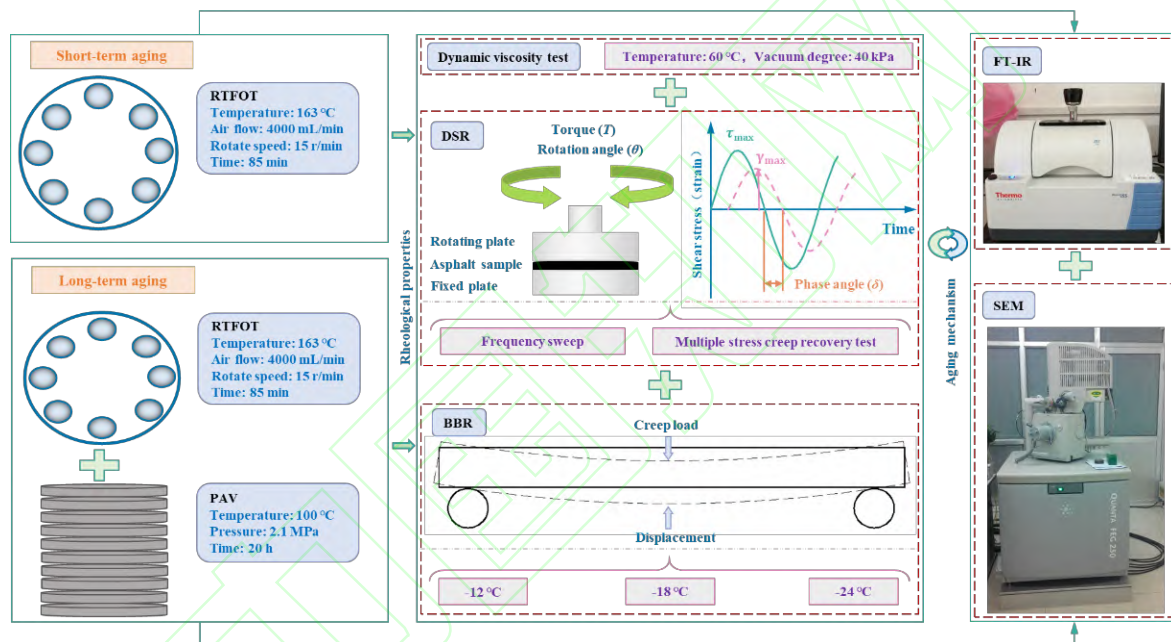 Short-term aging
RTFOT
Temperature: 163 ℃
Air flow: 4000 mL/min
Rotate speed: 15 r/min
Time: 85 min
Long-term aging
RTFOT
Temperature: 163 ℃
Air flow: 4000 mL/min
Rotate speed: 15 r/min
Time: 85 min
PAV
Temperature: 100 ℃
Pressure: 2.1 MPa
Time: 20 h
Rheological properties
Dynamic viscosity test
Temperature: 60 ℃, Vacuum degree: 40 kPa
DSR
Torque (T)
Rotation angle (θ)
Rotating plate
Asphalt sample
Fixed plate
Shear stress (strain)
τmax
γmax
Time
Phase angle (δ)
Frequency sweep
Multiple stress creep recovery test
BBR
Creep load
Displacement
-12 ℃
-18 ℃
-24 ℃
Aging mechanism
FT-IR
Thermo
SEM
QUANTA FEG 250